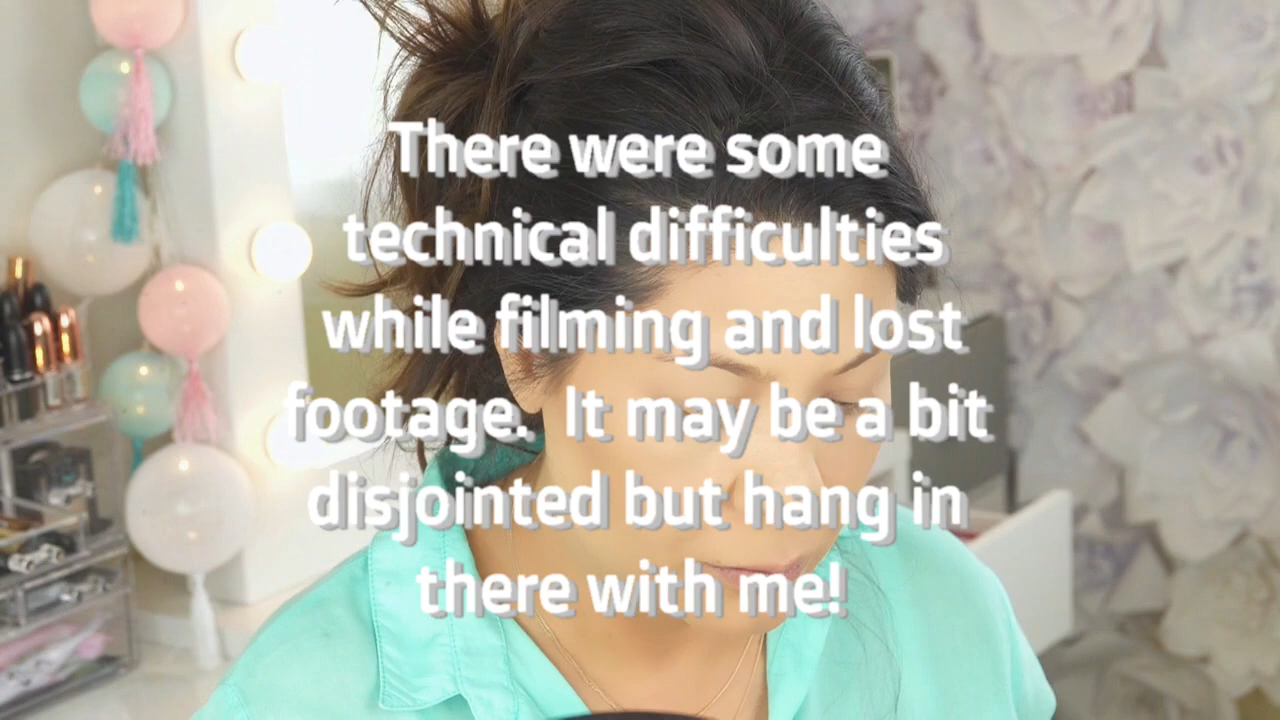 There were some
technical difficulties
while filming and lost
footage.  It may be a bit
disjointed but hang in
there with me!